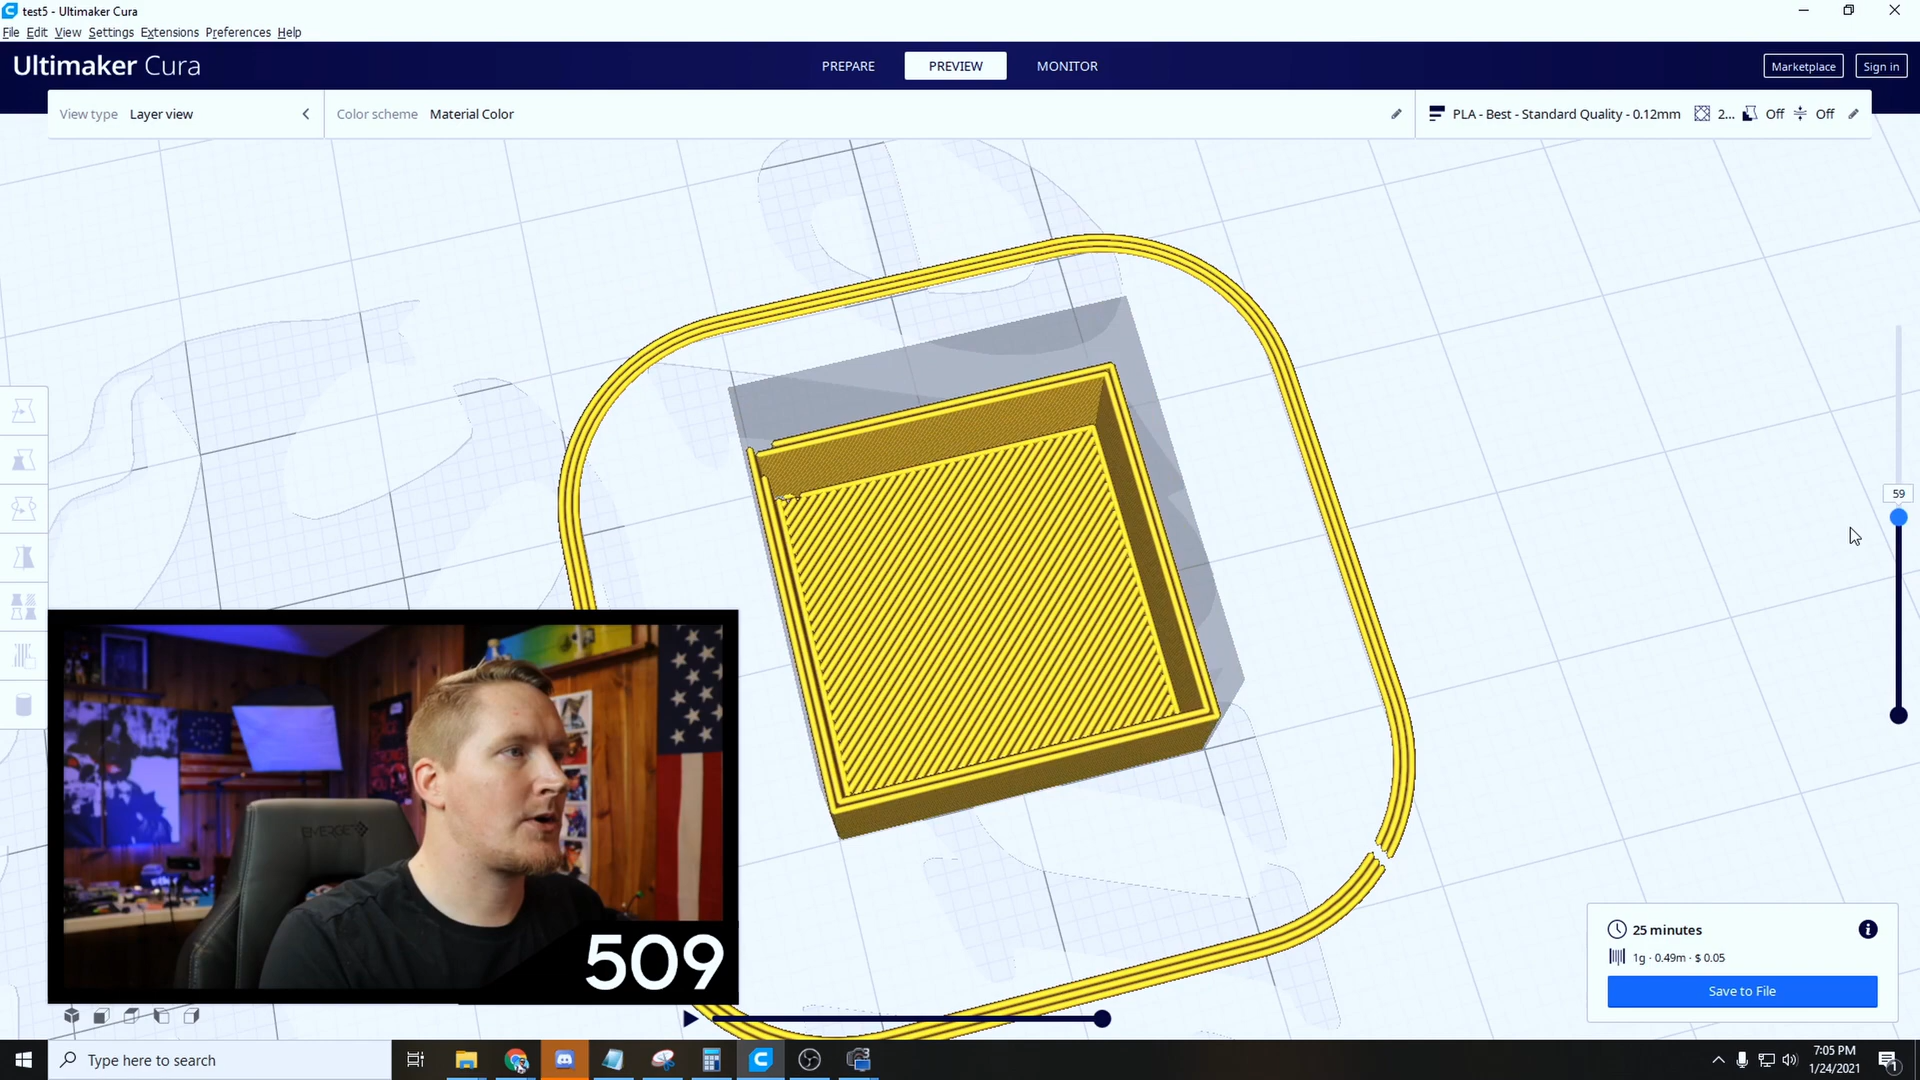 test5 - Ultimaker Cura
File Edit View Settings Extensions Preferences Help
Ultimaker Cura
PREPARE
PREVIEW
MONITOR
Marketplace
Sign in
View type Layer view
Color scheme Material Color
PLA - Best - Standard Quality - 0.12mm 2... Off Off
59
EMERGE
509
25 minutes
1g · 0.49m · $ 0.05
Save to File
Type here to search
7:05 PM
1/24/2021
1